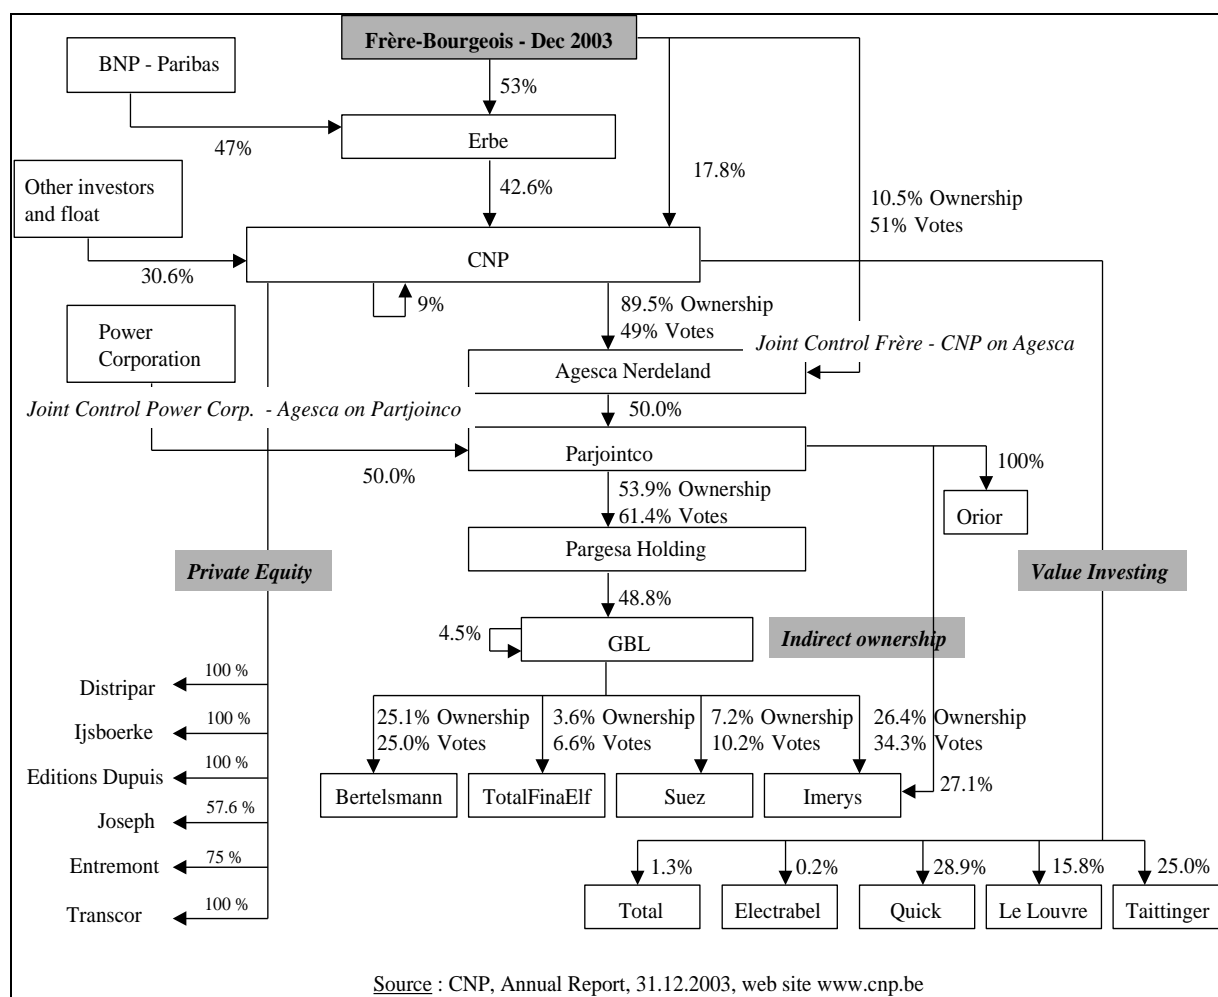 Frère-Bourgeois - Dec 2003
BNP - Paribas
53%
Erbe
47%
Other investors
and float
42.6%
17.8%
10.5% Ownership
51% Votes
CNP
30.6%
9%
89.5% Ownership
49% Votes
Power
Corporation
Joint Control Frère - CNP on Agesca
Agesca Nerdeland
Joint Control Power Corp. - Agesca on Partjoinco
50.0%
Parjointco
50.0%
100%
53.9% Ownership
61.4% Votes
Orior
Pargesa Holding
Private Equity
Value Investing
48.8%
4.5%
GBL
Indirect ownership
100 %
Distripar
25.1% Ownership
25.0% Votes
3.6% Ownership
6.6% Votes
7.2% Ownership
10.2% Votes
26.4% Ownership
34.3% Votes
100 %
Ijsboerke
100 %
Editions Dupuis
Bertelsmann
TotalFinaElf
Suez
Imerys
27.1%
57.6 %
Joseph
75 %
Entremont
1.3%
0.2%
28.9%
15.8%
25.0%
100 %
Transcor
Total
Electrabel
Quick
Le Louvre
Taittinger
Source : CNP, Annual Report, 31.12.2003, web site www.cnp.be